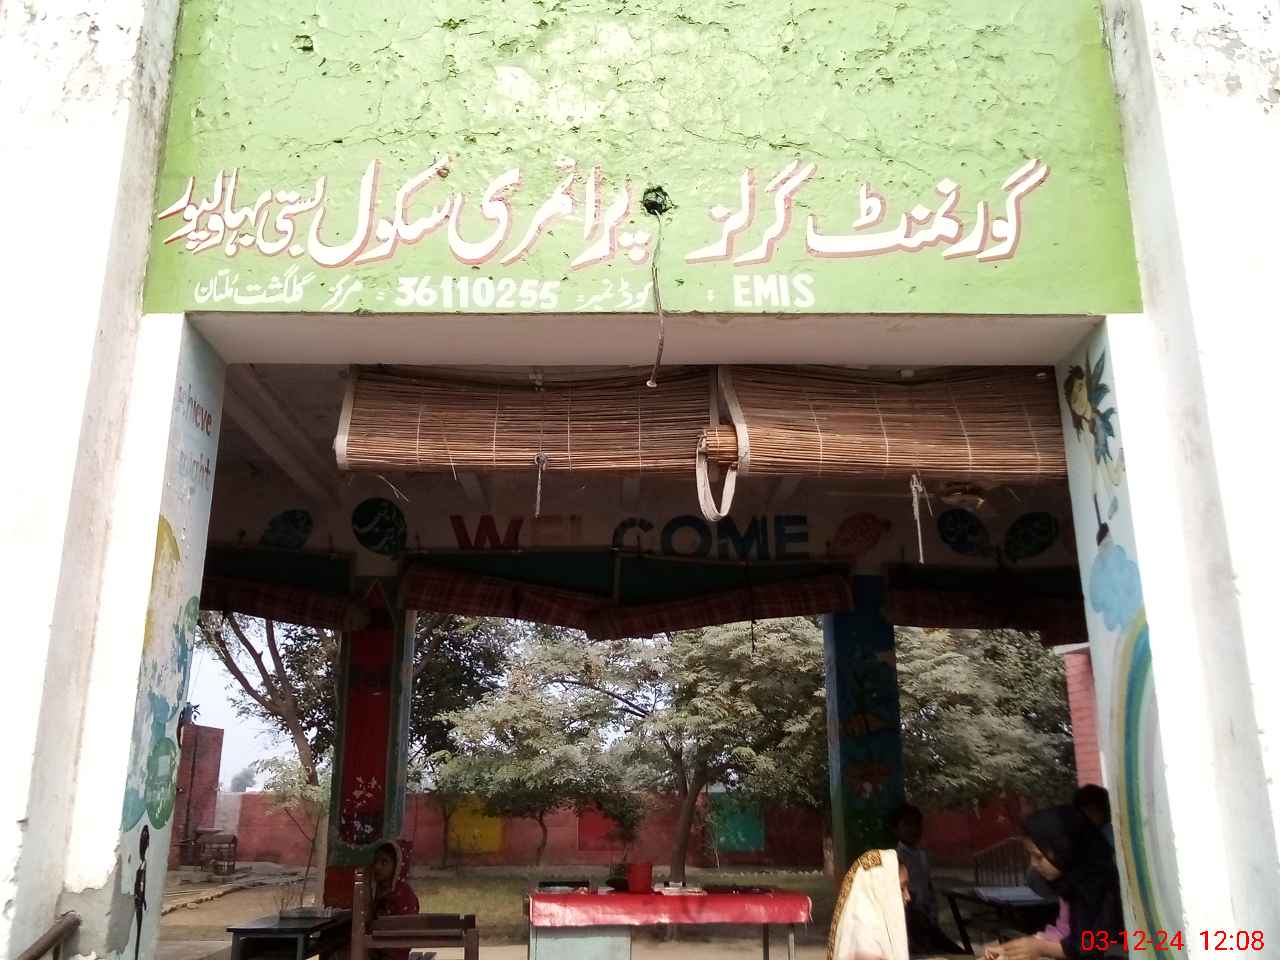 گورنمنٹ گرلز پرائمری سکول بستی بہاولپور
EMIS کوڈ نمبر: 36110255 مرکز: گلگشت ملتان
achieve
WELCOME
03-12-24 12:08